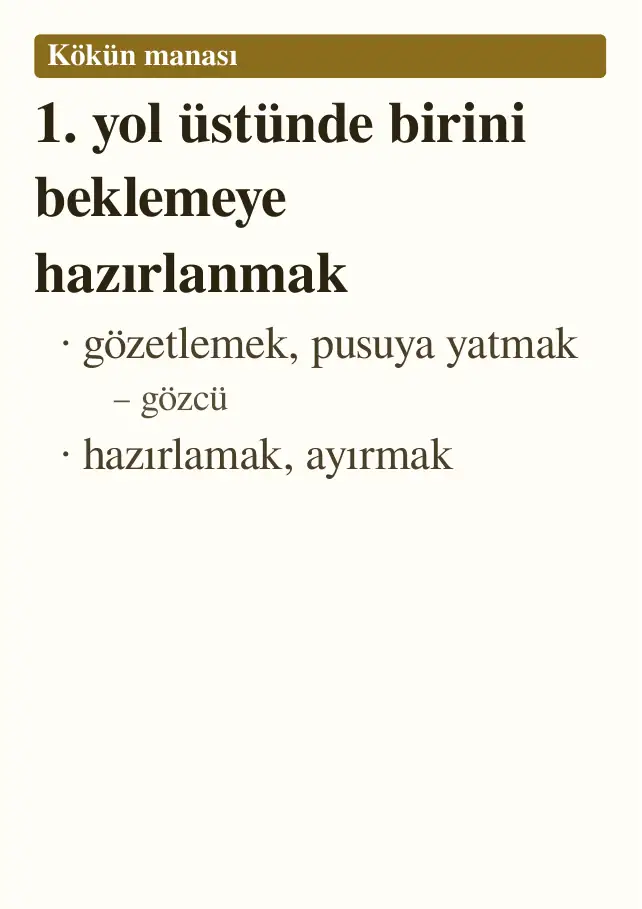 Kökün manası
1. yol üstünde birini
beklemeye
hazırlanmak
· gözetlemek, pusuya yatmak
– gözcü
· hazırlamak, ayırmak